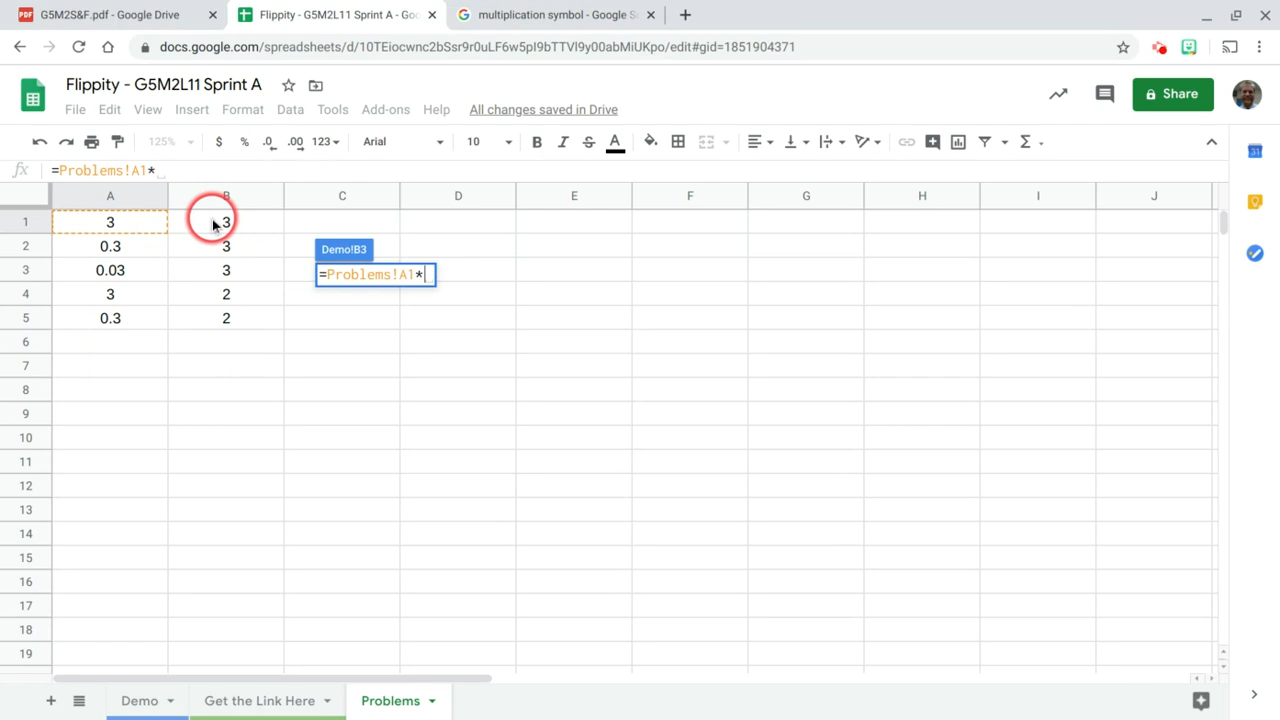 G5M2S&F.pdf - Google Drive
Flippity - G5M2L11 Sprint A - Goo
multiplication symbol - Google S
docs.google.com/spreadsheets/d/10TEiocwnc2bSsr9r0uLF6w5pI9bTTVl9y00abMiUKpo/edit#gid=1851904371
Flippity - G5M2L11 Sprint A
File Edit View Insert Format Data Tools Add-ons Help All changes saved in Drive
Share
125% $ % .0 .00 123 Arial 10 B I S A
fx =Problems!A1*
A B C D E F G H I J
1 3 3
2 0.3 3
Demo!B3
3 0.03 3
=Problems!A1*
4 3 2
5 0.3 2
6
7
8
9
10
11
12
13
14
15
16
17
18
19
Demo Get the Link Here Problems